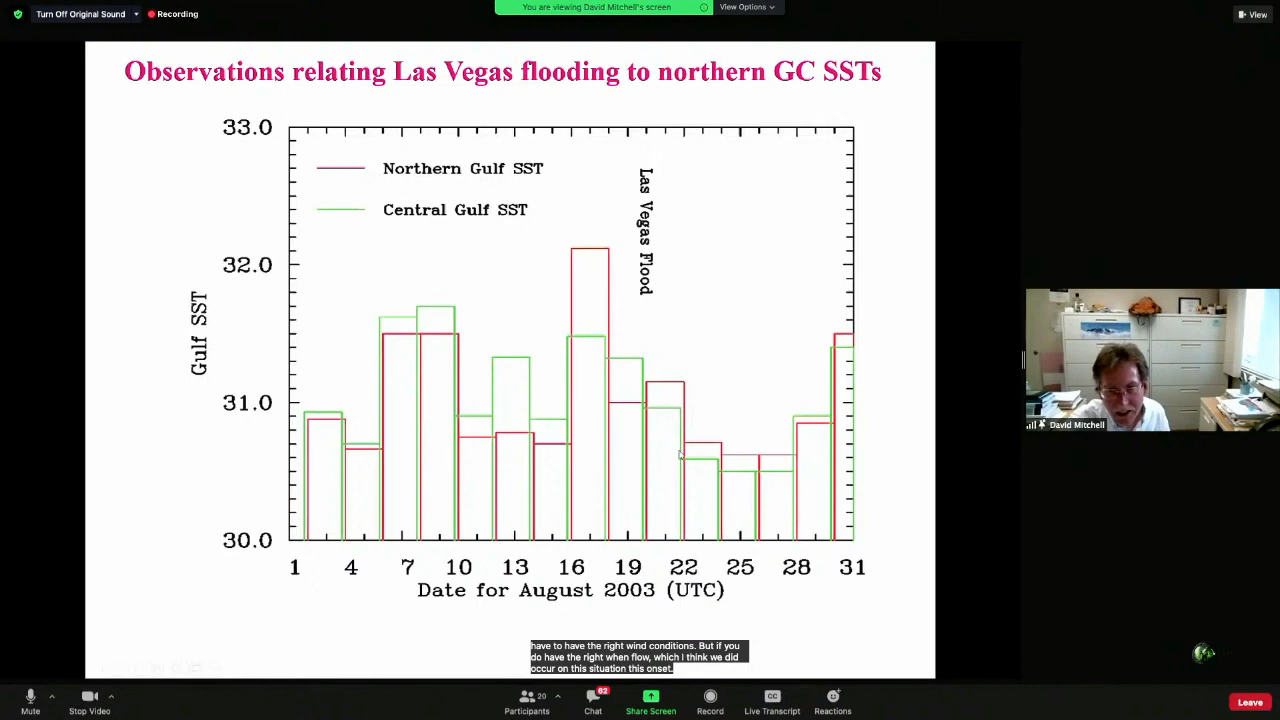 Turn Off Original Sound
Recording
You are viewing David Mitchell's screen
View Options
View
Observations relating Las Vegas flooding to northern GC SSTs
33.0
32.0
31.0
30.0
Gulf SST
Northern Gulf SST
Central Gulf SST
Las Vegas Flood
1 4 7 10 13 16 19 22 25 28 31
Date for August 2003 (UTC)
David Mitchell
have to have the right wind conditions. But if you
do have the right when flow, which I think we did
occur on this situation this onset.
Mute
Stop Video
Participants
20
Chat
62
Share Screen
Record
CC
Live Transcript
Reactions
Leave